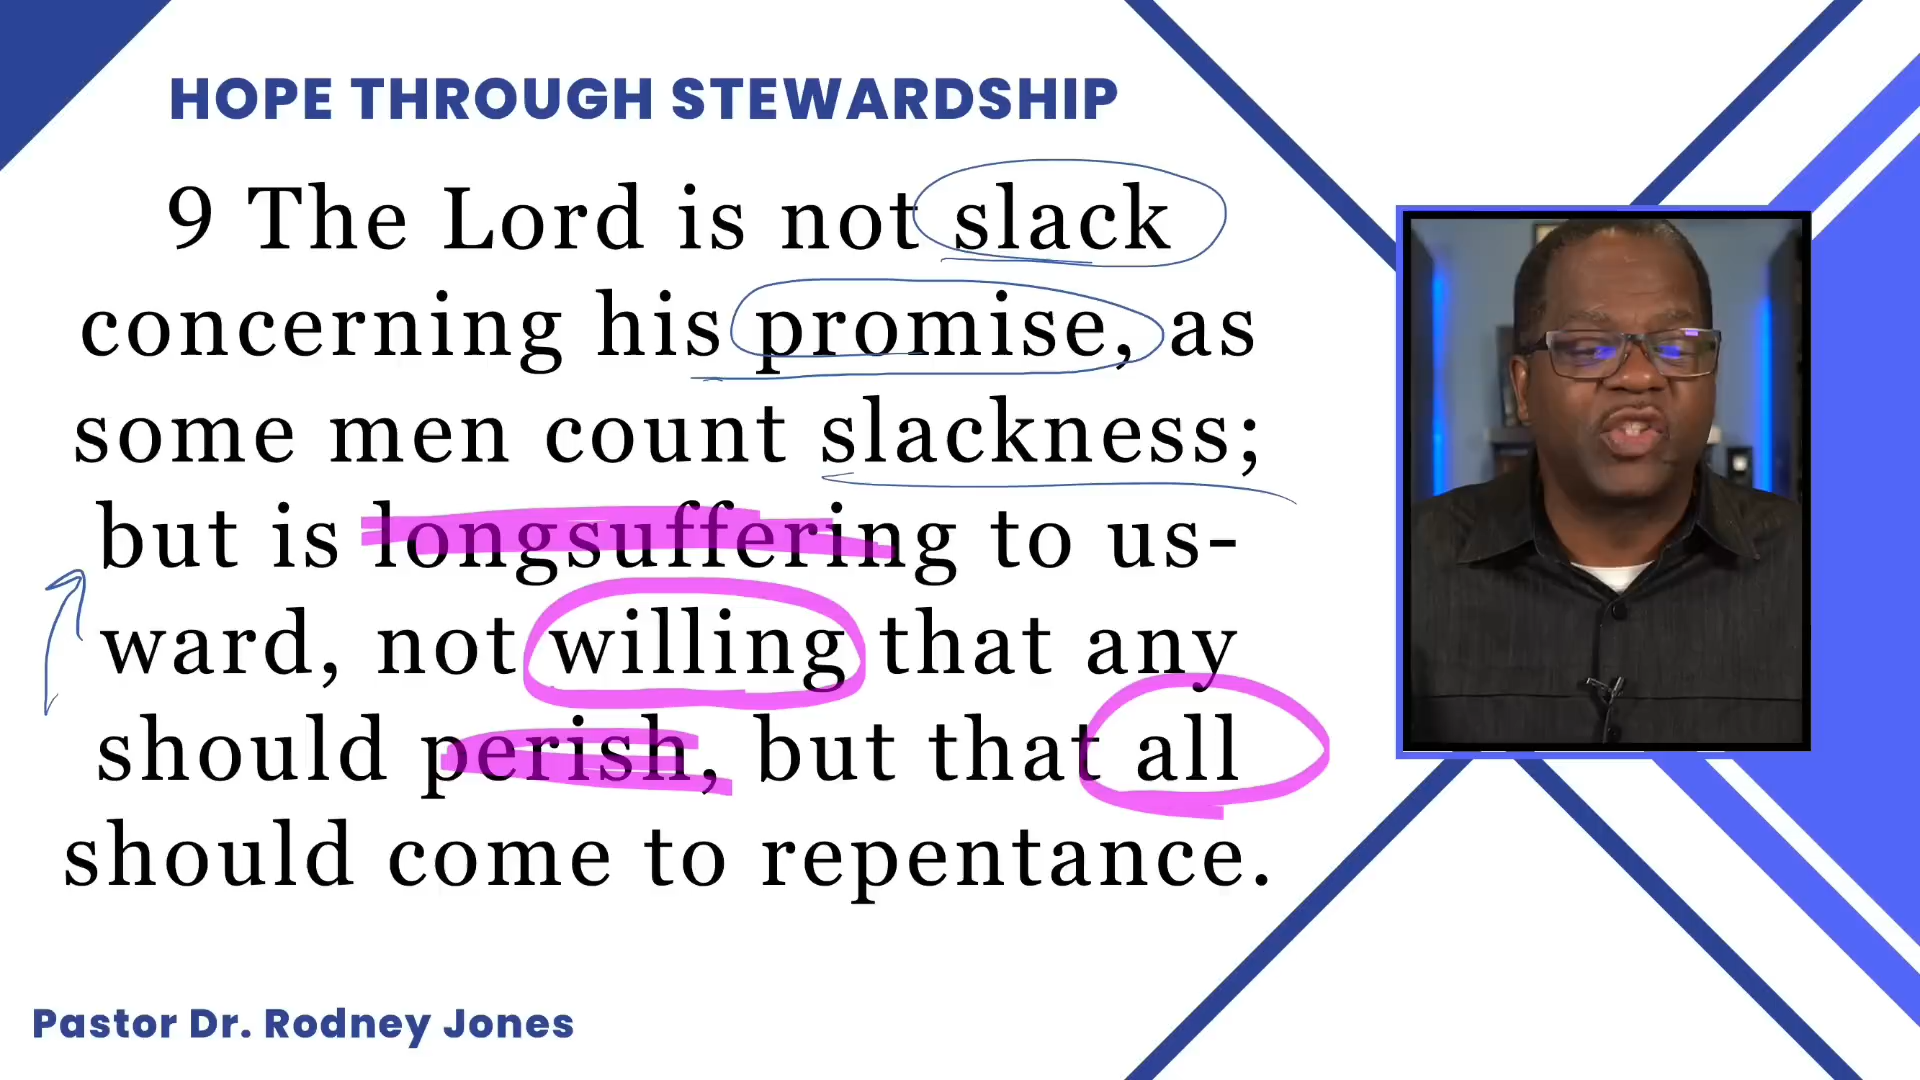 HOPE THROUGH STEWARDSHIP
9 The Lord is not slack
concerning his promise, as
some men count slackness;
but is longsuffering to us-
ward, not willing that any
should perish, but that all
should come to repentance.
Pastor Dr. Rodney Jones